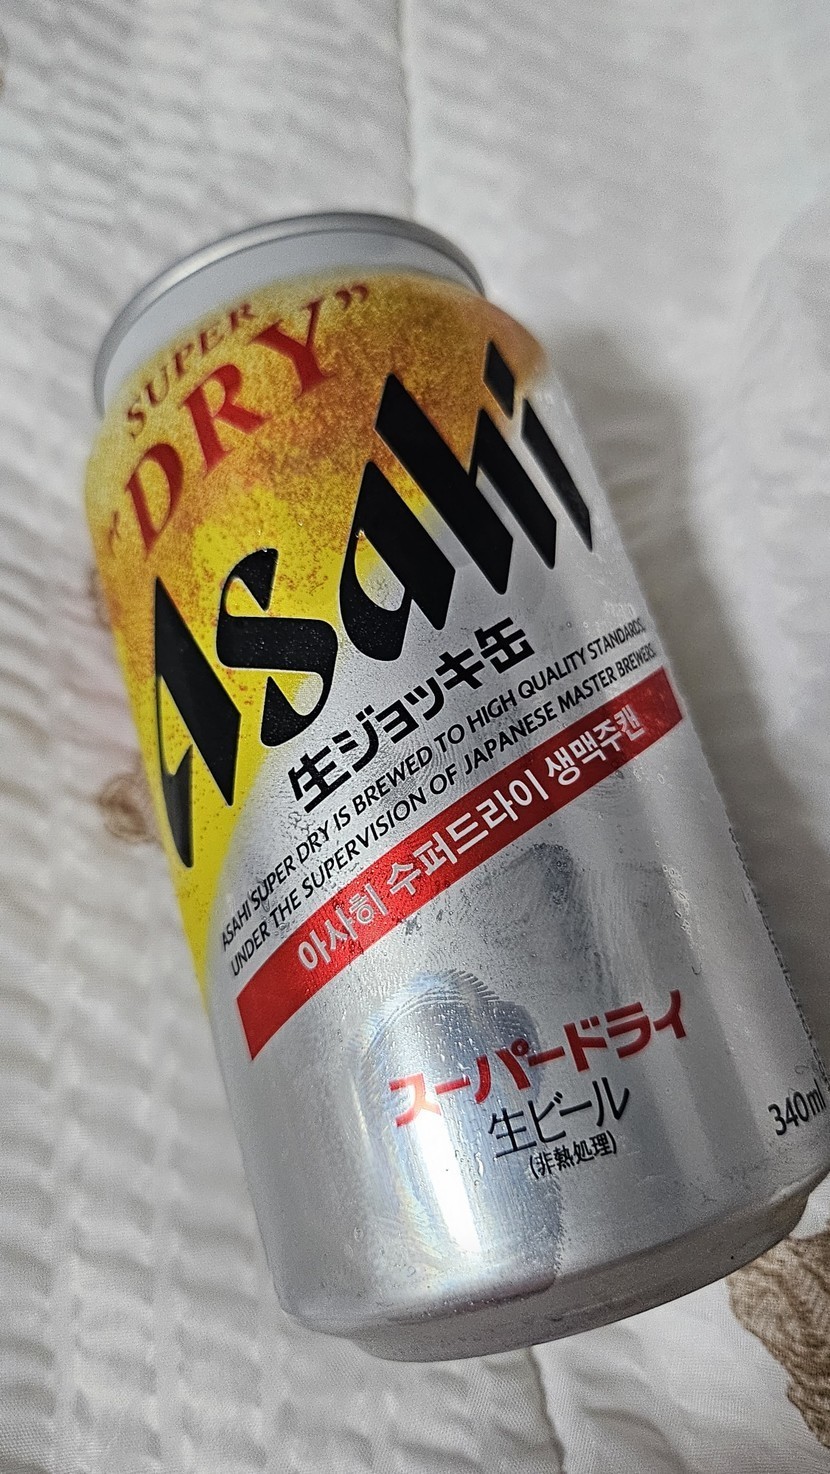 SUPER
"DRY"
Asahi
生ジョッキ缶
ASAHI SUPER DRY IS BREWED TO HIGH QUALITY STANDARDS,
UNDER THE SUPERVISION OF JAPANESE MASTER BREWERS.
아사히 수퍼드라이 생맥주캔
スーパードライ
生ビール
(非熱処理)
340ml